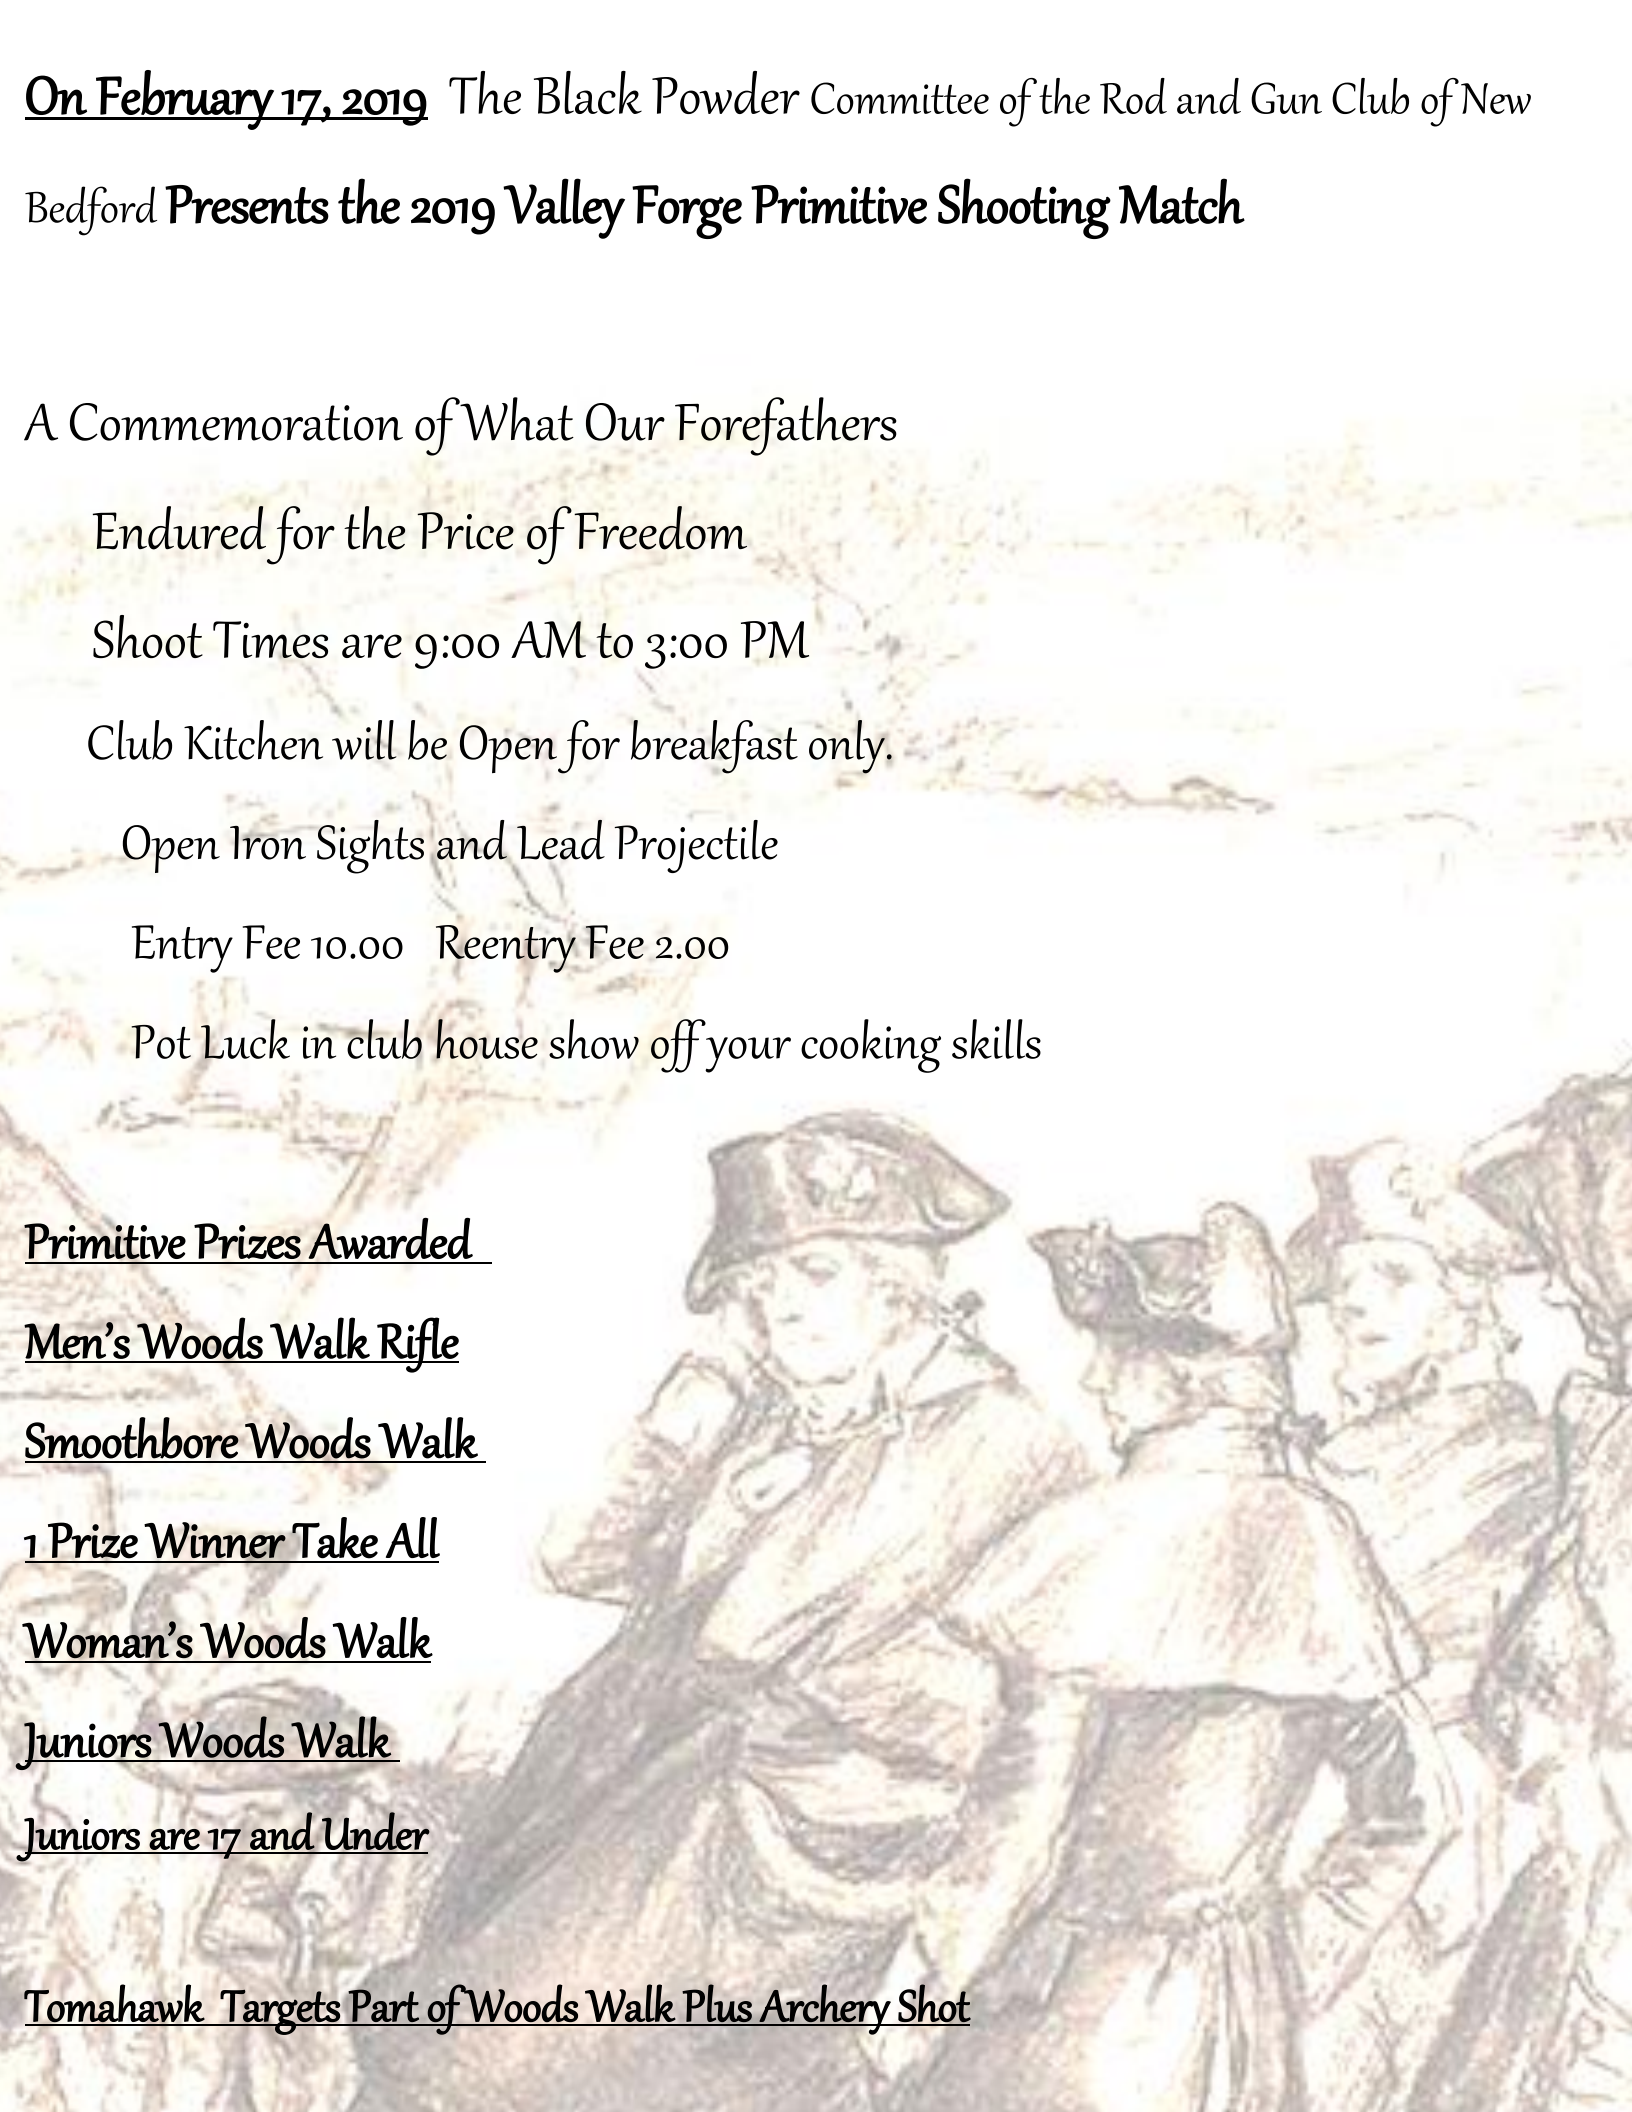 On February 17, 2019 The Black Powder Committee of the Rod and Gun Club of New
Bedford Presents the 2019 Valley Forge Primitive Shooting Match
A Commemoration of What Our Forefathers
Endured for the Price of Freedom
Shoot Times are 9:00 AM to 3:00 PM
Club Kitchen will be Open for breakfast only.
Open Iron Sights and Lead Projectile
Entry Fee 10.00 Reentry Fee 2.00
Pot Luck in club house show off your cooking skills
Primitive Prizes Awarded
Men’s Woods Walk Rifle
Smoothbore Woods Walk
1 Prize Winner Take All
Woman’s Woods Walk
Juniors Woods Walk
Juniors are 17 and Under
Tomahawk Targets Part of Woods Walk Plus Archery Shot